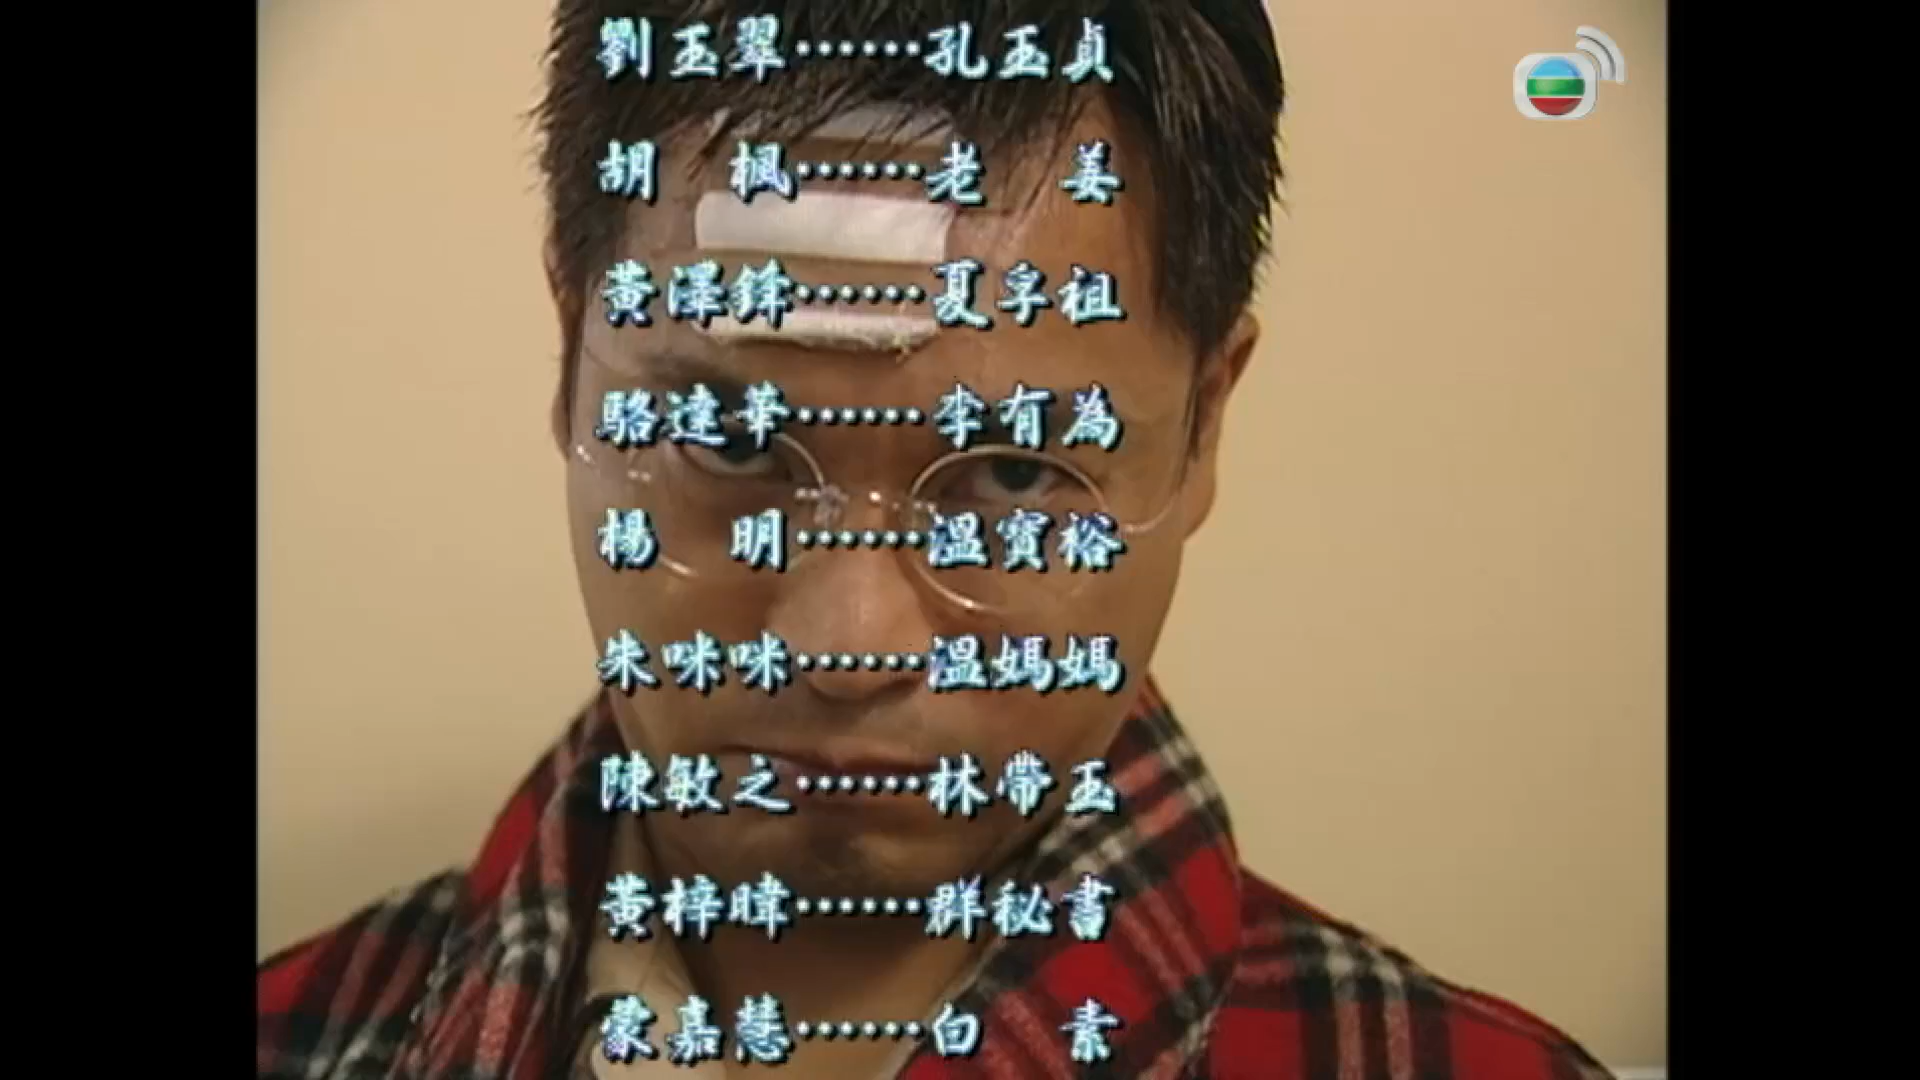 劉玉翠……孔玉貞
胡　楓……老　姜
黃澤鋒……夏孚祖
駱達華……李有為
楊　明……溫寶裕
朱咪咪……溫媽媽
陳敏之……林帶玉
黃梓暐……群秘書
蒙嘉慧……白　素